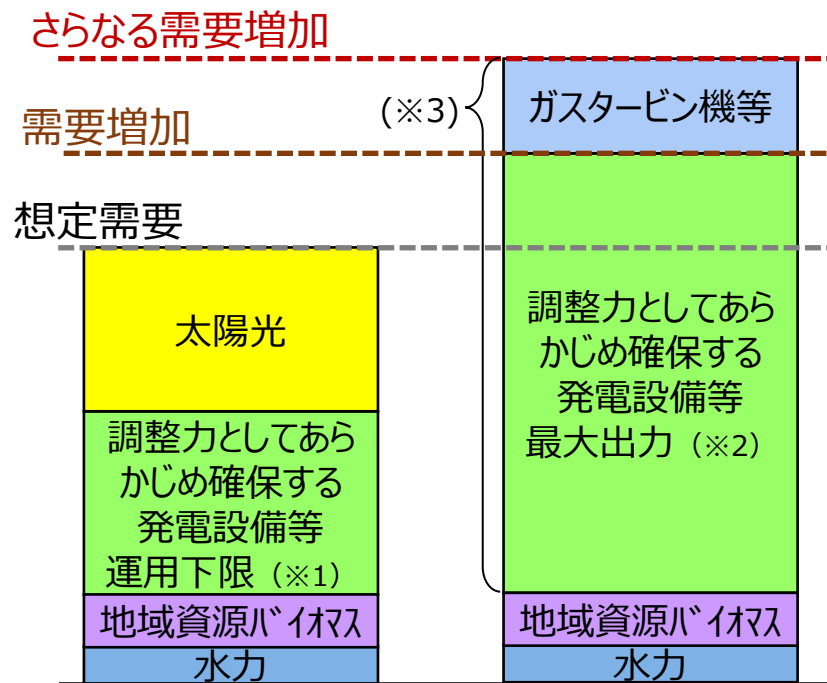 さらなる需要増加
需要増加
想定需要
(※3)
太陽光
調整力としてあら
かじめ確保する
発電設備等
運用下限（※1）
地域資源バイオマス
水力
ガスタービン機等
調整力としてあら
かじめ確保する
発電設備等
最大出力（※2）
地域資源バイオマス
水力